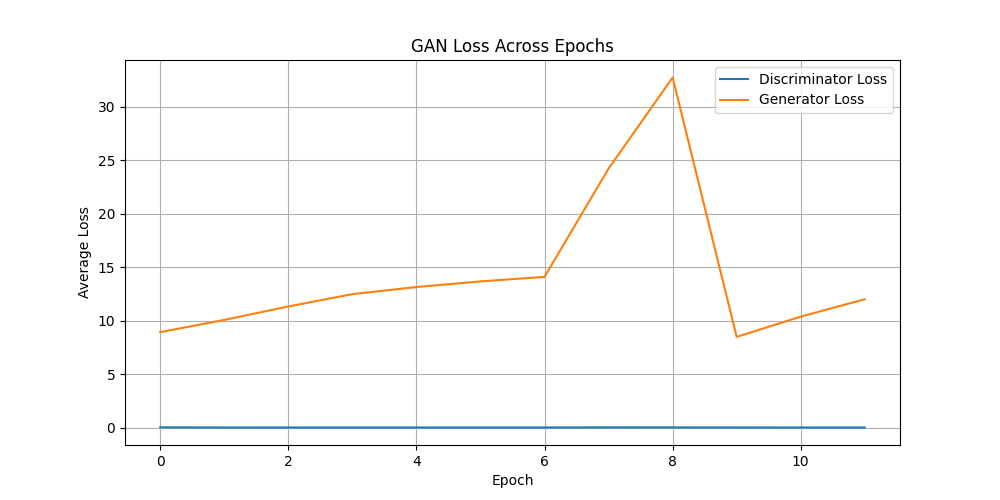 GAN Loss Across Epochs
Discriminator Loss
Generator Loss
Average Loss
30
25
20
15
10
5
0
0 2 4 6 8 10
Epoch